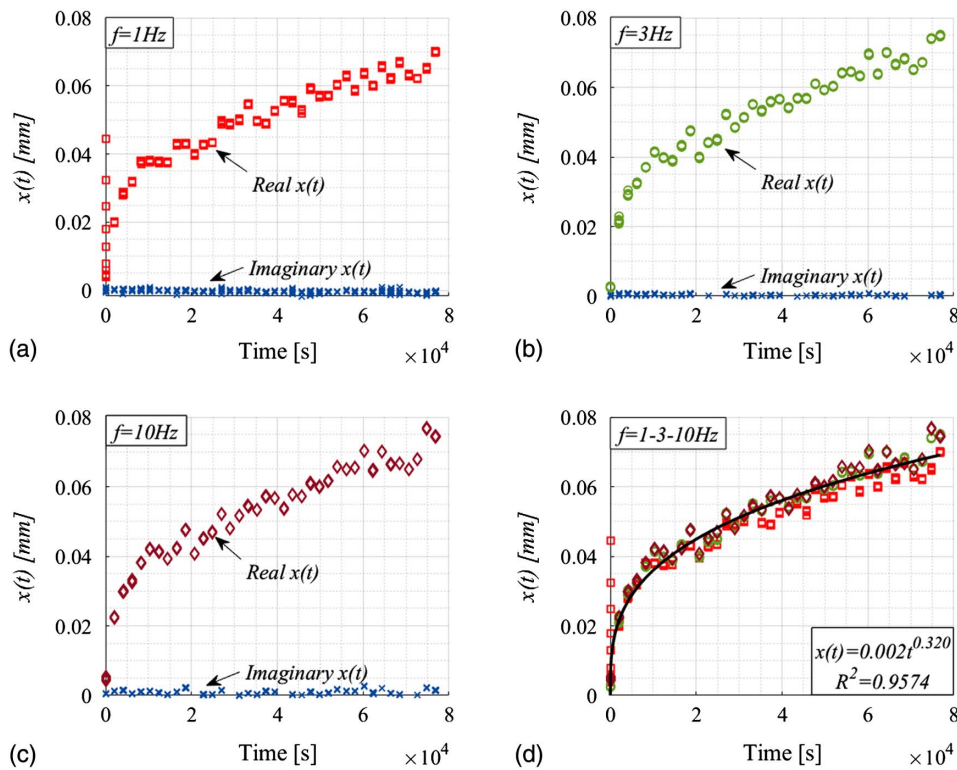 f=1Hz
x(t) [mm]
0.08
0.06
0.04
0.02
0
Real x(t)
Imaginary x(t)
0 2 4 6 8
(a)
Time [s]
×10⁴
f=3Hz
x(t) [mm]
0.08
0.06
0.04
0.02
0
Real x(t)
Imaginary x(t)
0 2 4 6 8
(b)
Time [s]
×10⁴
f=10Hz
x(t) [mm]
0.08
0.06
0.04
0.02
0
Real x(t)
Imaginary x(t)
0 2 4 6 8
(c)
Time [s]
×10⁴
f=1-3-10Hz
x(t) [mm]
0.08
0.06
0.04
0.02
0
x(t)=0.002t^0.320
R²=0.9574
0 2 4 6 8
(d)
Time [s]
×10⁴